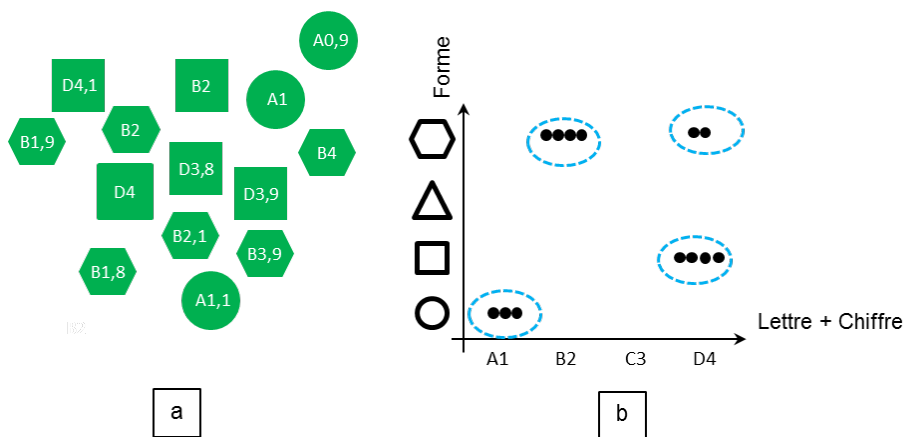 A0,9
D4,1
B2
A1
B1,9
B2
B4
D3,8
D4
D3,9
B2,1
B3,9
B1,8
A1,1
B2
a
Forme
Lettre + Chiffre
A1 B2 C3 D4
b